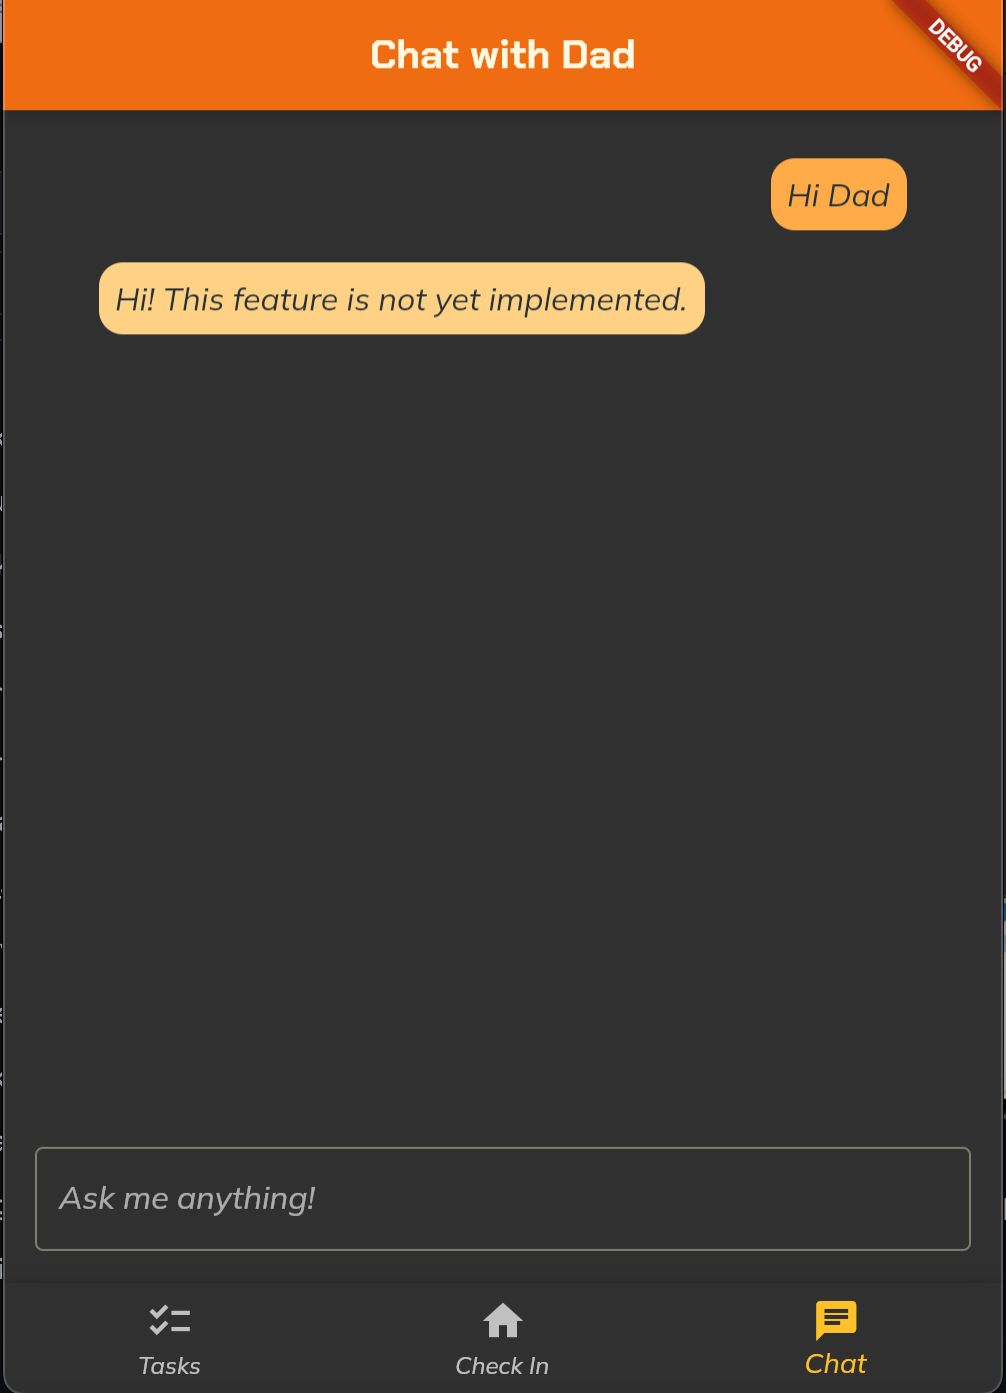 Chat with Dad
DEBUG
Hi Dad
Hi! This feature is not yet implemented.
Ask me anything!
Tasks
Check In
Chat